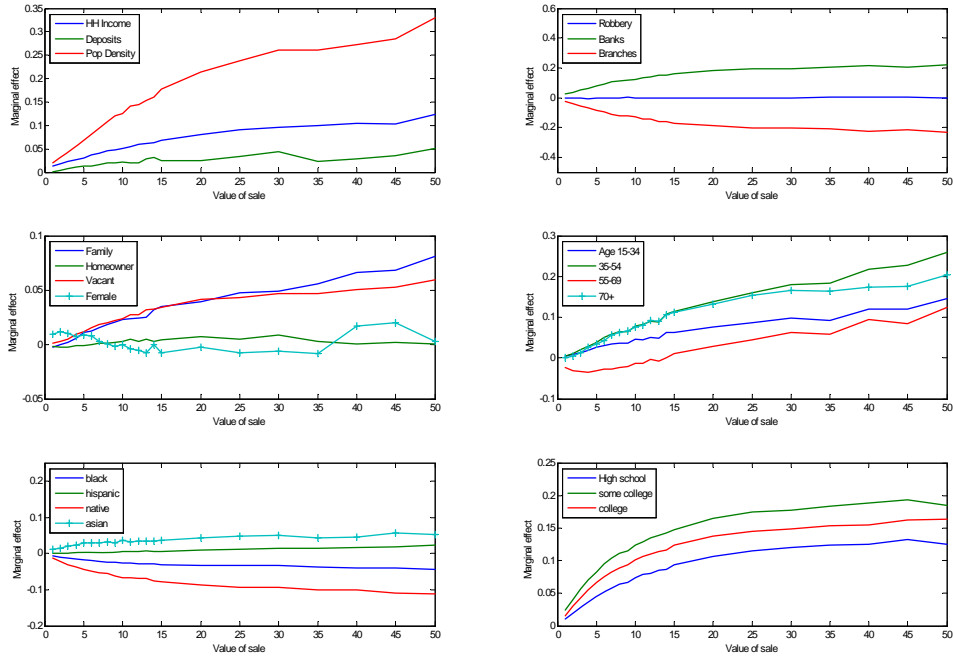 0.35
0.3
0.25
0.2
0.15
0.1
0.05
0
Marginal effect
HH Income
Deposits
Pop Density
0 5 10 15 20 25 30 35 40 45 50
Value of sale
0.6
0.4
0.2
0
-0.2
-0.4
Marginal effect
Robbery
Banks
Branches
0 5 10 15 20 25 30 35 40 45 50
Value of sale
0.1
0.05
0
-0.05
Marginal effect
Family
Homeowner
Vacant
Female
0 5 10 15 20 25 30 35 40 45 50
Value of sale
0.3
0.2
0.1
0
-0.1
Marginal effect
Age 15-34
35-54
55-69
70+
0 5 10 15 20 25 30 35 40 45 50
Value of sale
0.2
0.1
0
-0.1
-0.2
Marginal effect
black
hispanic
native
asian
0 5 10 15 20 25 30 35 40 45 50
Value of sale
0.25
0.2
0.15
0.1
0.05
0
Marginal effect
High school
some college
college
0 5 10 15 20 25 30 35 40 45 50
Value of sale